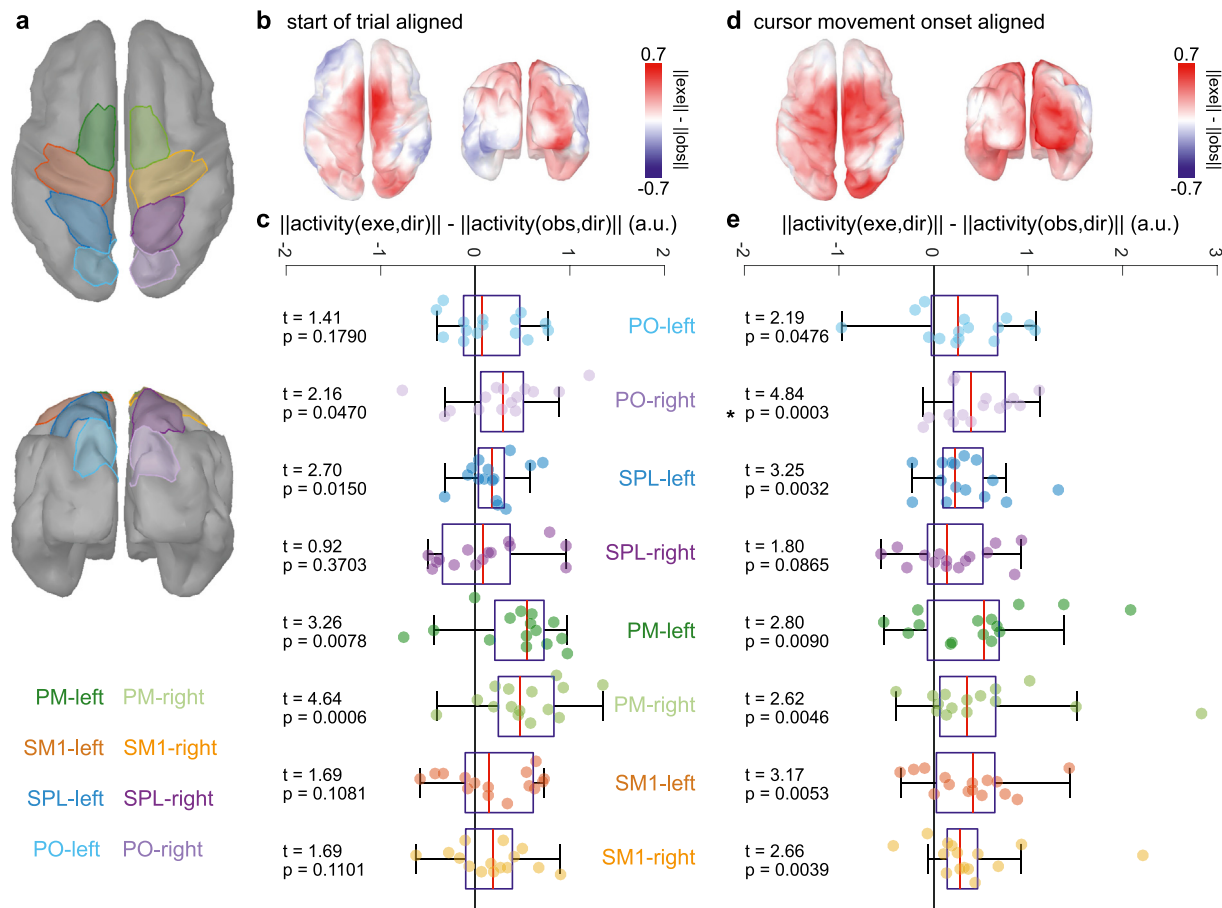 a
PM-left PM-right
SM1-left SM1-right
SPL-left SPL-right
PO-left PO-right
b start of trial aligned
0.7
||exe|| - ||obs||
-0.7
c ||activity(exe,dir)|| - ||activity(obs,dir)|| (a.u.)
-2 -1 0 1 2
t = 1.41
p = 0.1790
t = 2.16
p = 0.0470
t = 2.70
p = 0.0150
t = 0.92
p = 0.3703
t = 3.26
p = 0.0078
t = 4.64
p = 0.0006
t = 1.69
p = 0.1081
t = 1.69
p = 0.1101
PO-left
PO-right
SPL-left
SPL-right
PM-left
PM-right
SM1-left
SM1-right
d cursor movement onset aligned
0.7
||exe|| - ||obs||
-0.7
e ||activity(exe,dir)|| - ||activity(obs,dir)|| (a.u.)
-2 -1 0 1 2 3
t = 2.19
p = 0.0476
t = 4.84
* p = 0.0003
t = 3.25
p = 0.0032
t = 1.80
p = 0.0865
t = 2.80
p = 0.0090
t = 2.62
p = 0.0046
t = 3.17
p = 0.0053
t = 2.66
p = 0.0039